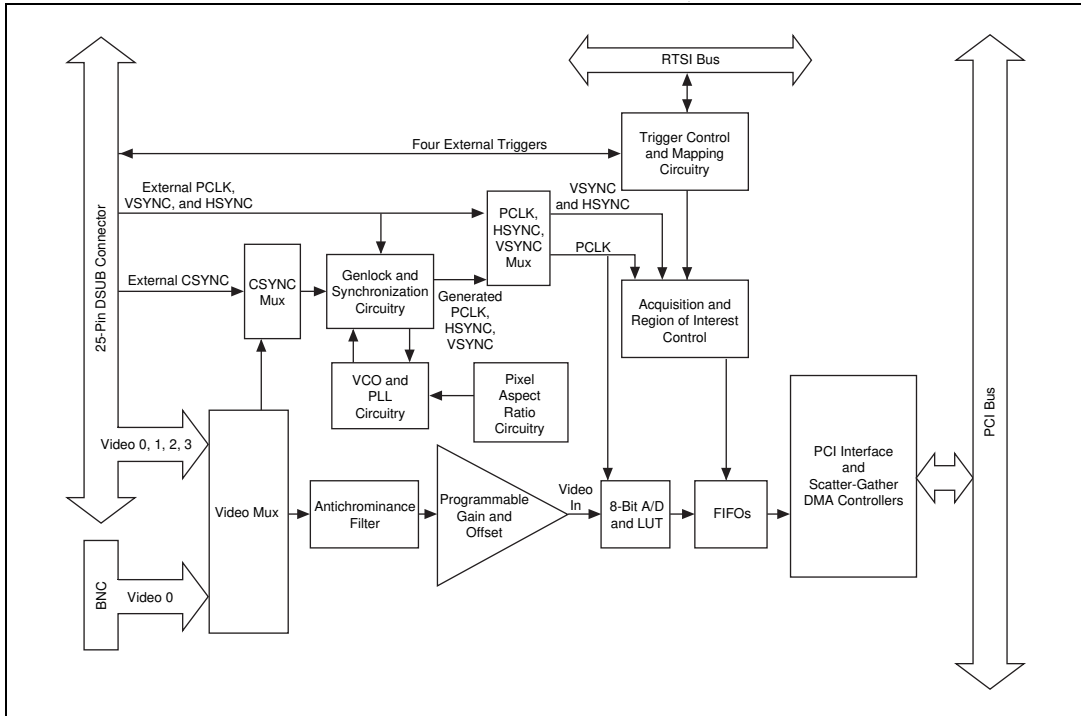 RTSI Bus
Four External Triggers
Trigger Control
and Mapping
Circuitry
25-Pin DSUB Connector
External PCLK,
VSYNC, and HSYNC
PCLK,
HSYNC,
VSYNC
Mux
VSYNC
and HSYNC
PCLK
External CSYNC
CSYNC
Mux
Genlock and
Synchronization
Circuitry
Generated
PCLK,
HSYNC,
VSYNC
Acquisition and
Region of Interest
Control
VCO and
PLL
Circuitry
Pixel
Aspect
Ratio
Circuitry
Video 0, 1, 2, 3
Video Mux
Antichrominance
Filter
Programmable
Gain and
Offset
Video
In
8-Bit A/D
and LUT
FIFOs
PCI Interface
and
Scatter-Gather
DMA Controllers
PCI Bus
BNC
Video 0